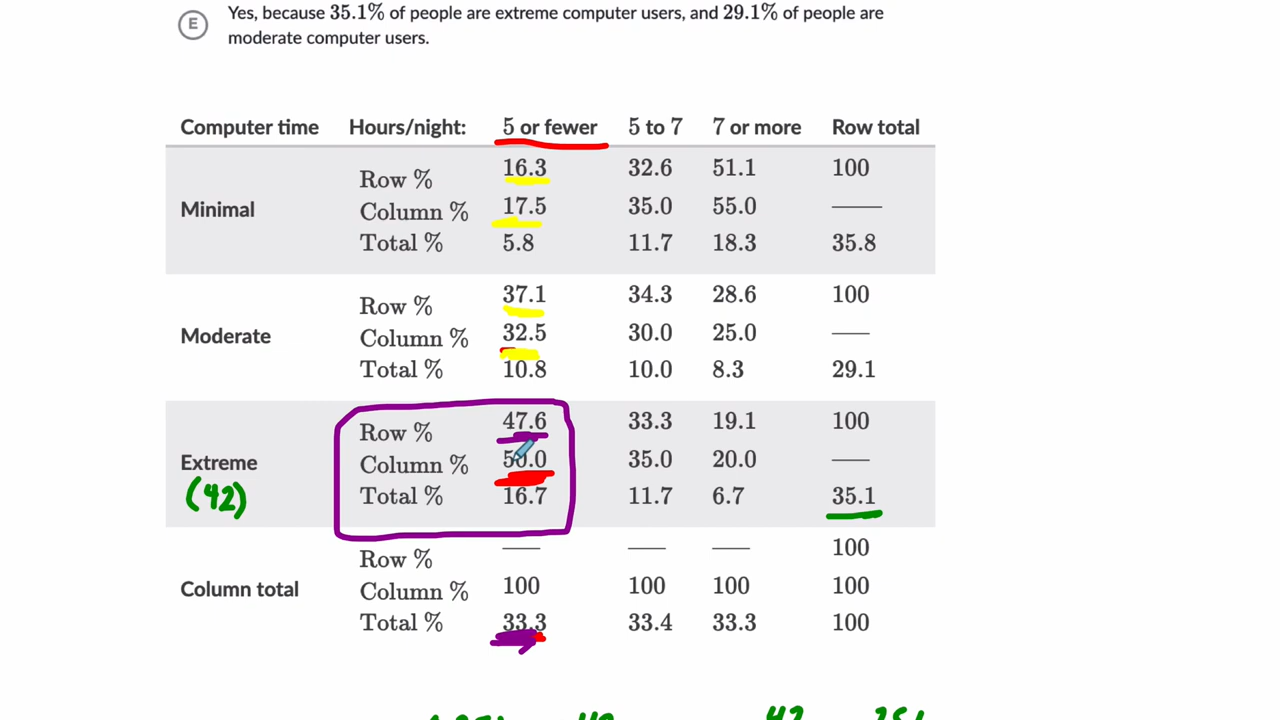 E Yes, because 35.1% of people are extreme computer users, and 29.1% of people are
moderate computer users.
Computer time Hours/night: 5 or fewer 5 to 7 7 or more Row total
Minimal
Row % 16.3 32.6 51.1 100
Column % 17.5 35.0 55.0 —
Total % 5.8 11.7 18.3 35.8
Moderate
Row % 37.1 34.3 28.6 100
Column % 32.5 30.0 25.0 —
Total % 10.8 10.0 8.3 29.1
Extreme
(42)
Row % 47.6 33.3 19.1 100
Column % 50.0 35.0 20.0 —
Total % 16.7 11.7 6.7 35.1
Column total
Row % — — — 100
Column % 100 100 100 100
Total % 33.3 33.4 33.3 100